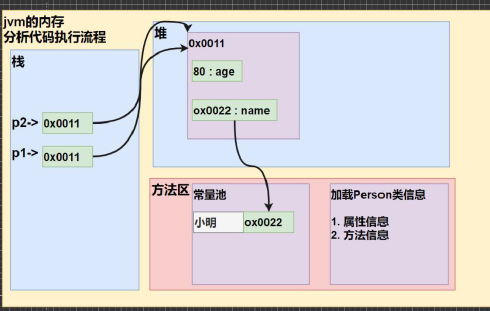 jvm的内存
分析代码执行流程
栈
p2-> 0x0011
p1-> 0x0011
堆
0x0011
80 : age
ox0022 : name
方法区
常量池
小明 ox0022
加载Person类信息
1. 属性信息
2. 方法信息